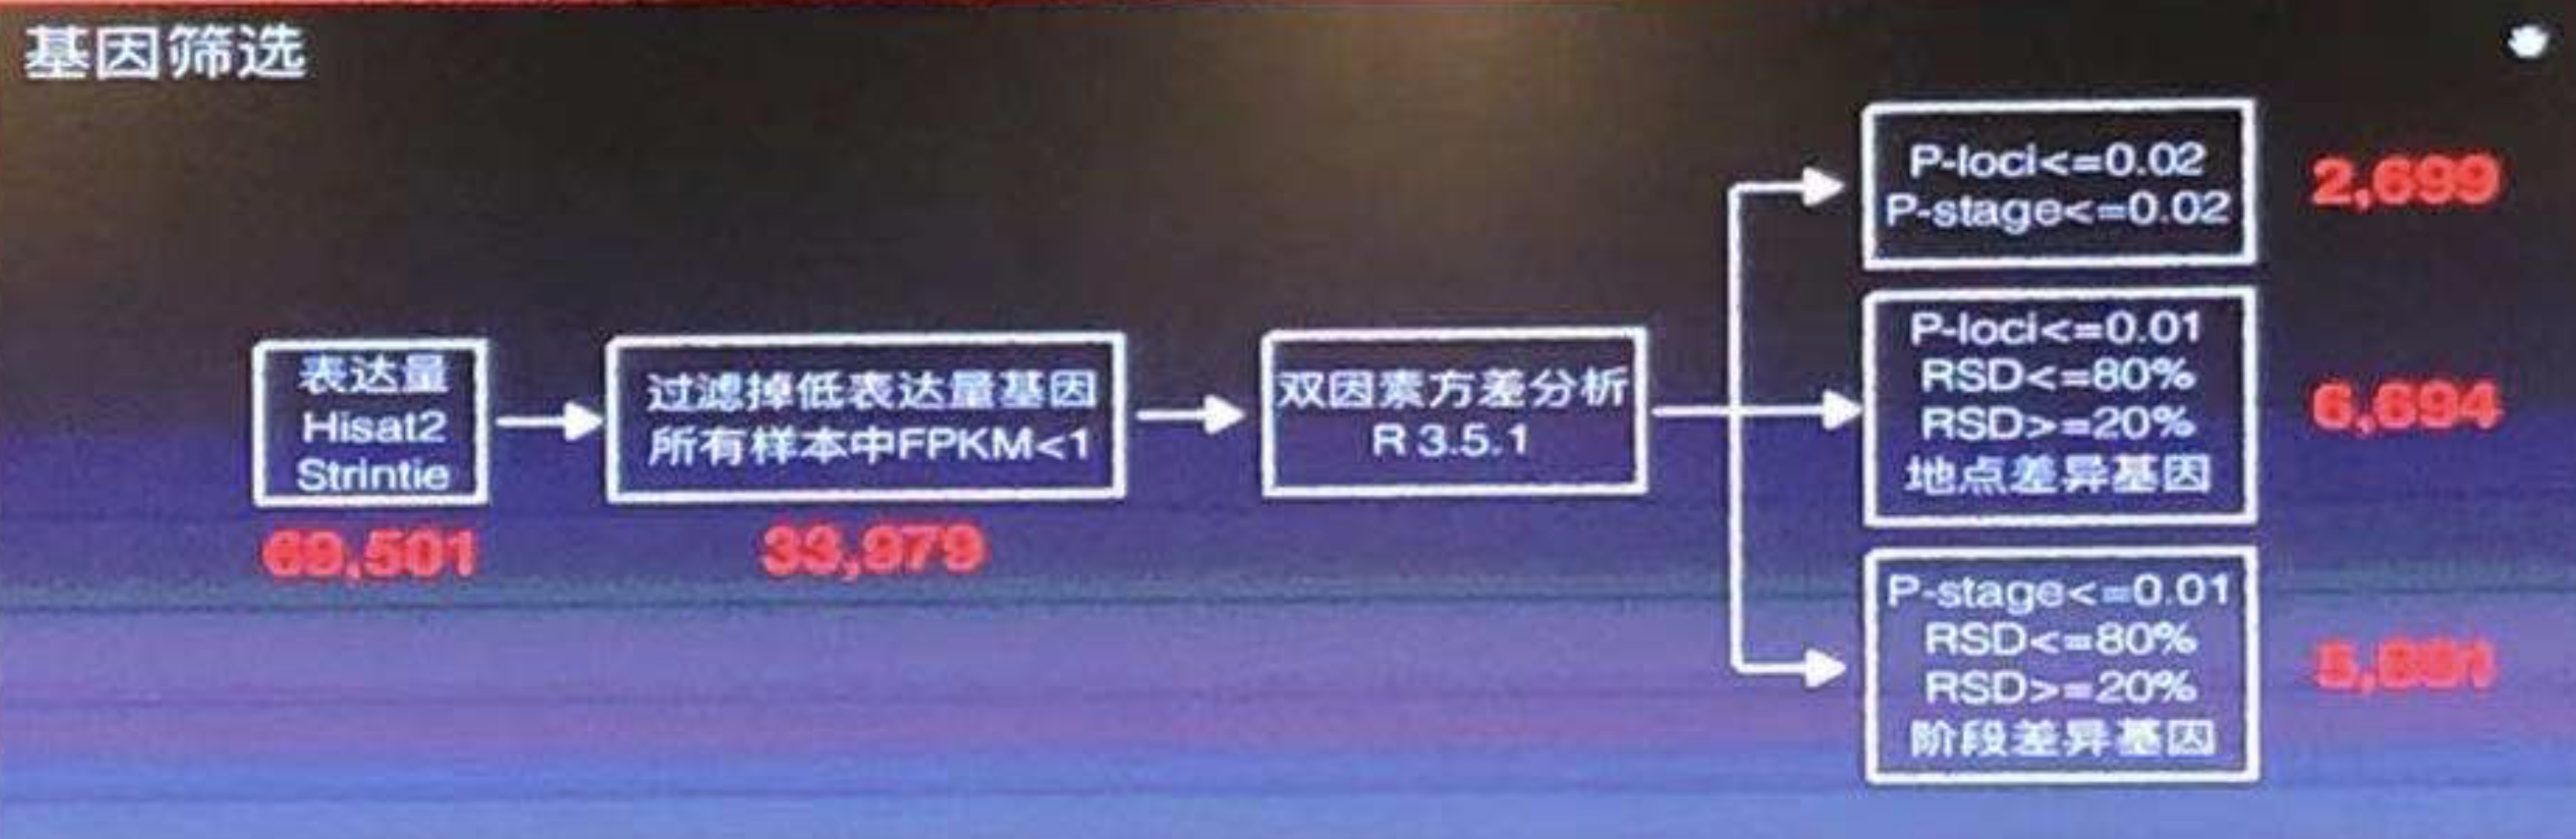 基因筛选
表达量
Hisat2
Strintie
69,501
过滤掉低表达量基因
所有样本中FPKM<1
33,979
双因素方差分析
R 3.5.1
P-loci<=0.02
P-stage<=0.02
2,699
P-loci<=0.01
RSD<=80%
RSD>=20%
地点差异基因
6,694
P-stage<=0.01
RSD<=80%
RSD>=20%
阶段差异基因